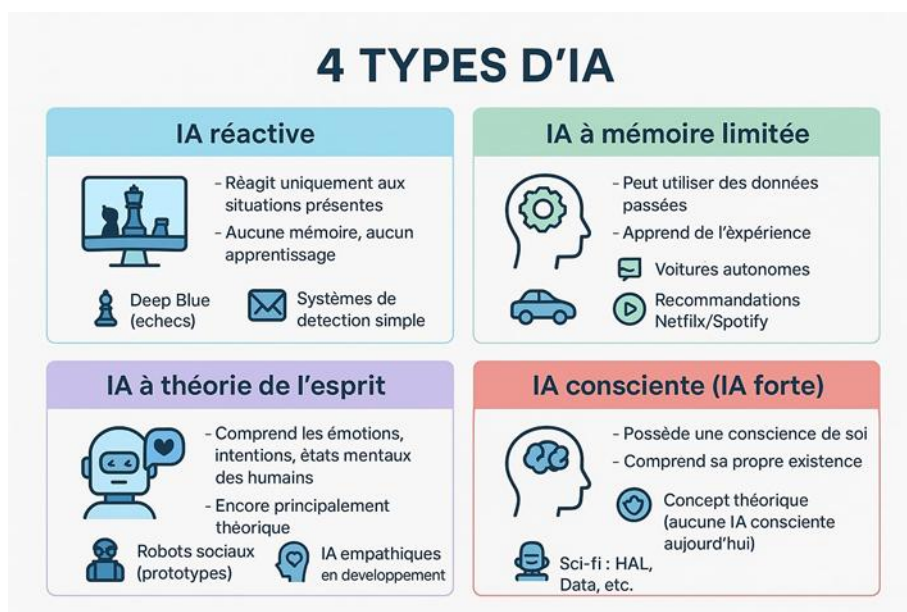 4 TYPES D'IA
IA réactive
- Règit uniquement aux
situations présentes
- Aucune mémoire, aucun
apprentissage
Deep Blue
(echecs)
Systèmes de
detection simple
IA à mémoire limitée
- Peut utiliser des données
passées
- Apprend de l'èxpérience
Voitures autonomes
Recommandations
Netfilx/Spotify
IA à théorie de l'esprit
- Comprend les émotions,
intentions, ètats mentaux
des humains
- Encore principalement
thèorique
Robots sociaux
(prototypes)
IA empathiques
en developpement
IA consciente (IA forte)
- Possède une conscience de soi
- Comprend sa propre existence
Concept théorique
(aucune IA consciente
aujourd'hui)
Sci-fi : HAL,
Data, etc.